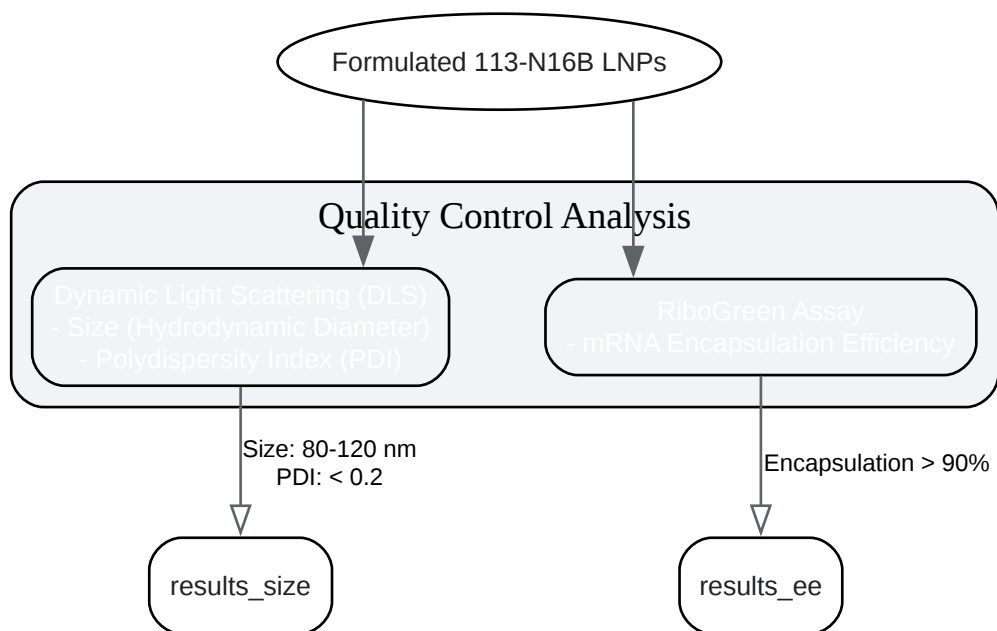 Formulated 113-N16B LNPs
Quality Control Analysis
Dynamic Light Scattering (DLS)
- Size (Hydrodynamic Diameter)
- Polydispersity Index (PDI)
RiboGreen Assay
- mRNA Encapsulation Efficiency
Size: 80-120 nm
PDI: < 0.2
Encapsulation > 90%
results_size
results_ee